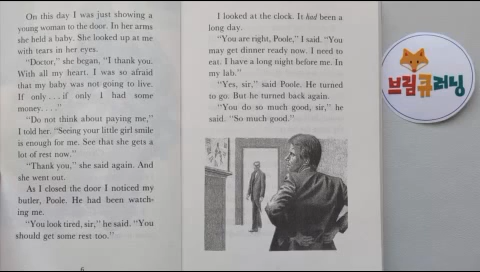 On this day I was just showing a
young woman to the door. In her arms
she held a baby. She looked up at me
with tears in her eyes.
“Doctor,” she began, “I thank you.
With all my heart. I was so afraid
that my baby was not going to live.
If only . . . if only I had some
money. . . .”
“Do not think about paying me,”
I told her. “Seeing your little girl smile
is enough for me. See that she gets a
lot of rest now.”
“Thank you,” she said again. And
she went out.
As I closed the door I noticed my
butler, Poole. He had been watch-
ing me.
“You look tired, sir,” he said. “You
should get some rest too.”
6
I looked at the clock. It had been a
long day.
“You are right, Poole,” I said. “You
may get dinner ready now. I need to
eat. I have a long night before me. In
my lab.”
“Yes, sir,” said Poole. He turned to
go. But he turned back again.
“You do so much good, sir,” he
said. “So much good.”
브림큐
러닝